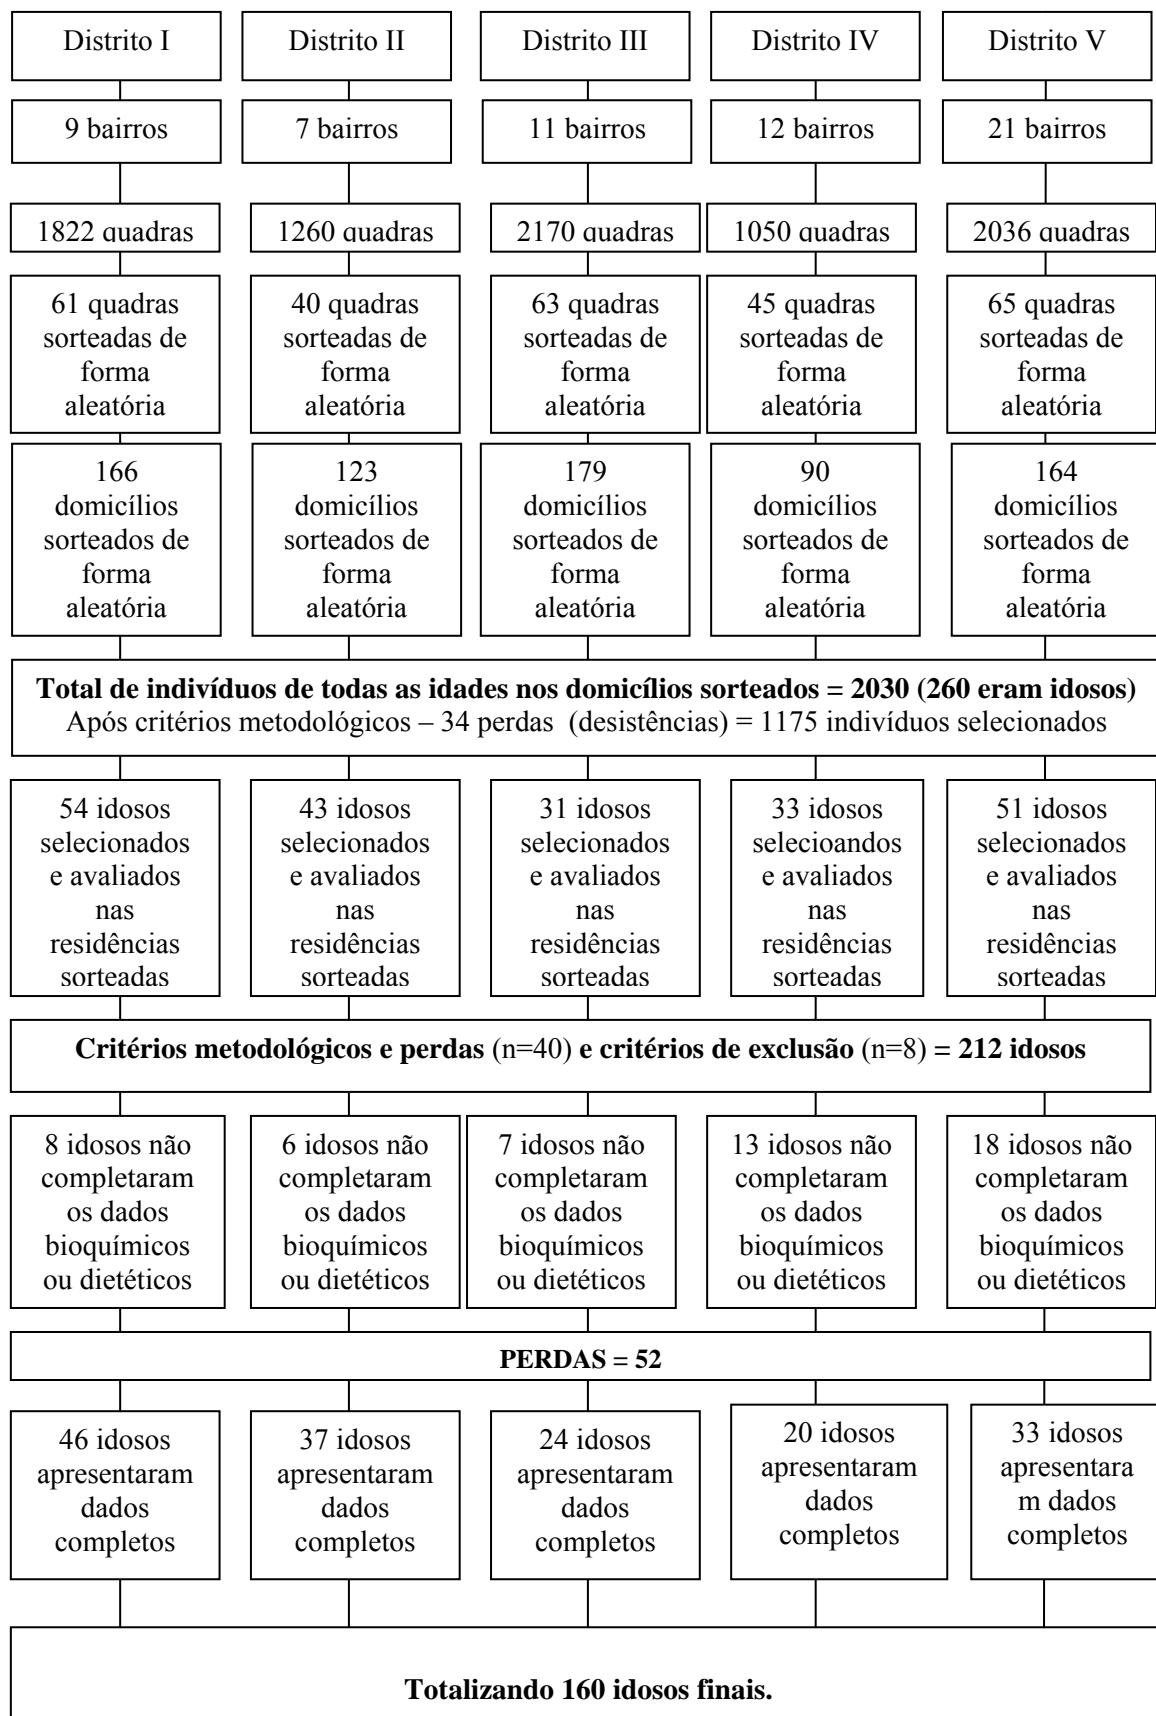 Distrito I
Distrito II
Distrito III
Distrito IV
Distrito V
9 bairros
7 bairros
11 bairros
12 bairros
21 bairros
1822 quadras
1260 quadras
2170 quadras
1050 quadras
2036 quadras
61 quadras
sorteadas de
forma
aleatória
40 quadras
sorteadas de
forma
aleatória
63 quadras
sorteadas de
forma
aleatória
45 quadras
sorteadas de
forma
aleatória
65 quadras
sorteadas de
forma
aleatória
166
domicílios
sorteados de
forma
aleatória
123
domicílios
sorteados de
forma
aleatória
179
domicílios
sorteados de
forma
aleatória
90
domicílios
sorteados de
forma
aleatória
164
domicílios
sorteados de
forma
aleatória
Total de indivíduos de todas as idades nos domicílios sorteados = 2030 (260 eram idosos)
Após critérios metodológicos – 34 perdas (desistências) = 1175 indivíduos selecionados
54 idosos
selecionados
e avaliados
nas
residências
sorteadas
43 idosos
selecionados
e avaliados
nas
residências
sorteadas
31 idosos
selecionados
e avaliados
nas
residências
sorteadas
33 idosos
selecioandos
e avaliados
nas
residências
sorteadas
51 idosos
selecionados
e avaliados
nas
residências
sorteadas
Critérios metodológicos e perdas (n=40) e critérios de exclusão (n=8) = 212 idosos
8 idosos não
completaram
os dados
bioquímicos
ou dietéticos
6 idosos não
completaram
os dados
bioquímicos
ou dietéticos
7 idosos não
completaram
os dados
bioquímicos
ou dietéticos
13 idosos não
completaram
os dados
bioquímicos
ou dietéticos
18 idosos não
completaram
os dados
bioquímicos
ou dietéticos
PERDAS = 52
46 idosos
apresentaram
dados
completos
37 idosos
apresentaram
dados
completos
24 idosos
apresentaram
dados
completos
20 idosos
apresentaram
dados
completos
33 idosos
apresentara
m dados
completos
Totalizando 160 idosos finais.